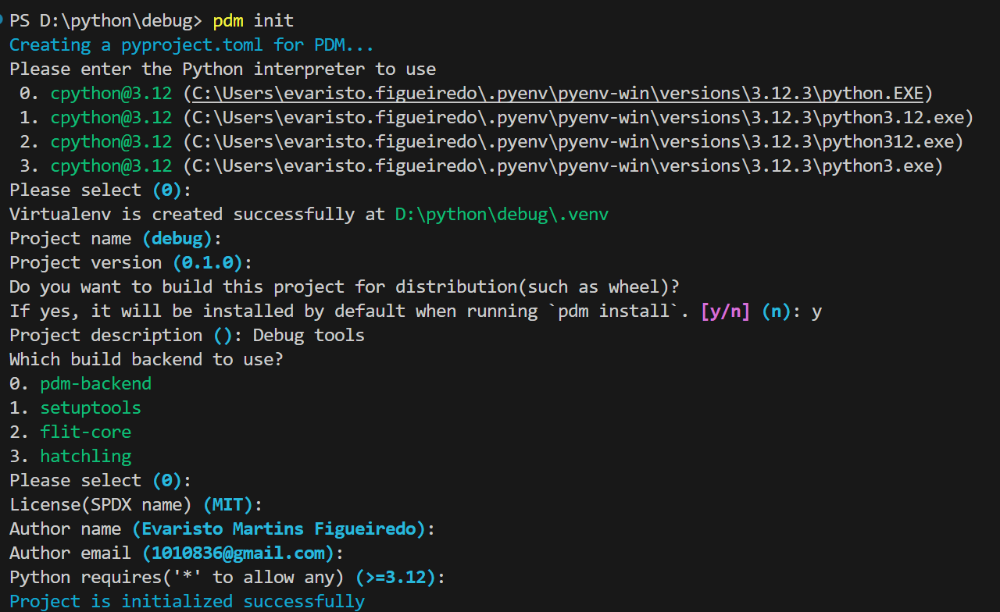 PS D:\python\debug> pdm init
Creating a pyproject.toml for PDM...
Please enter the Python interpreter to use
 0. cpython@3.12 (C:\Users\evaristo.figueiredo\.pyenv\pyenv-win\versions\3.12.3\python.EXE)
 1. cpython@3.12 (C:\Users\evaristo.figueiredo\.pyenv\pyenv-win\versions\3.12.3\python3.12.exe)
 2. cpython@3.12 (C:\Users\evaristo.figueiredo\.pyenv\pyenv-win\versions\3.12.3\python312.exe)
 3. cpython@3.12 (C:\Users\evaristo.figueiredo\.pyenv\pyenv-win\versions\3.12.3\python3.exe)
Please select (0):
Virtualenv is created successfully at D:\python\debug\.venv
Project name (debug):
Project version (0.1.0):
Do you want to build this project for distribution(such as wheel)?
If yes, it will be installed by default when running `pdm install`. [y/n] (n): y
Project description (): Debug tools
Which build backend to use?
0. pdm-backend
1. setuptools
2. flit-core
3. hatchling
Please select (0):
License(SPDX name) (MIT):
Author name (Evaristo Martins Figueiredo):
Author email (1010836@gmail.com):
Python requires('*' to allow any) (>=3.12):
Project is initialized successfully